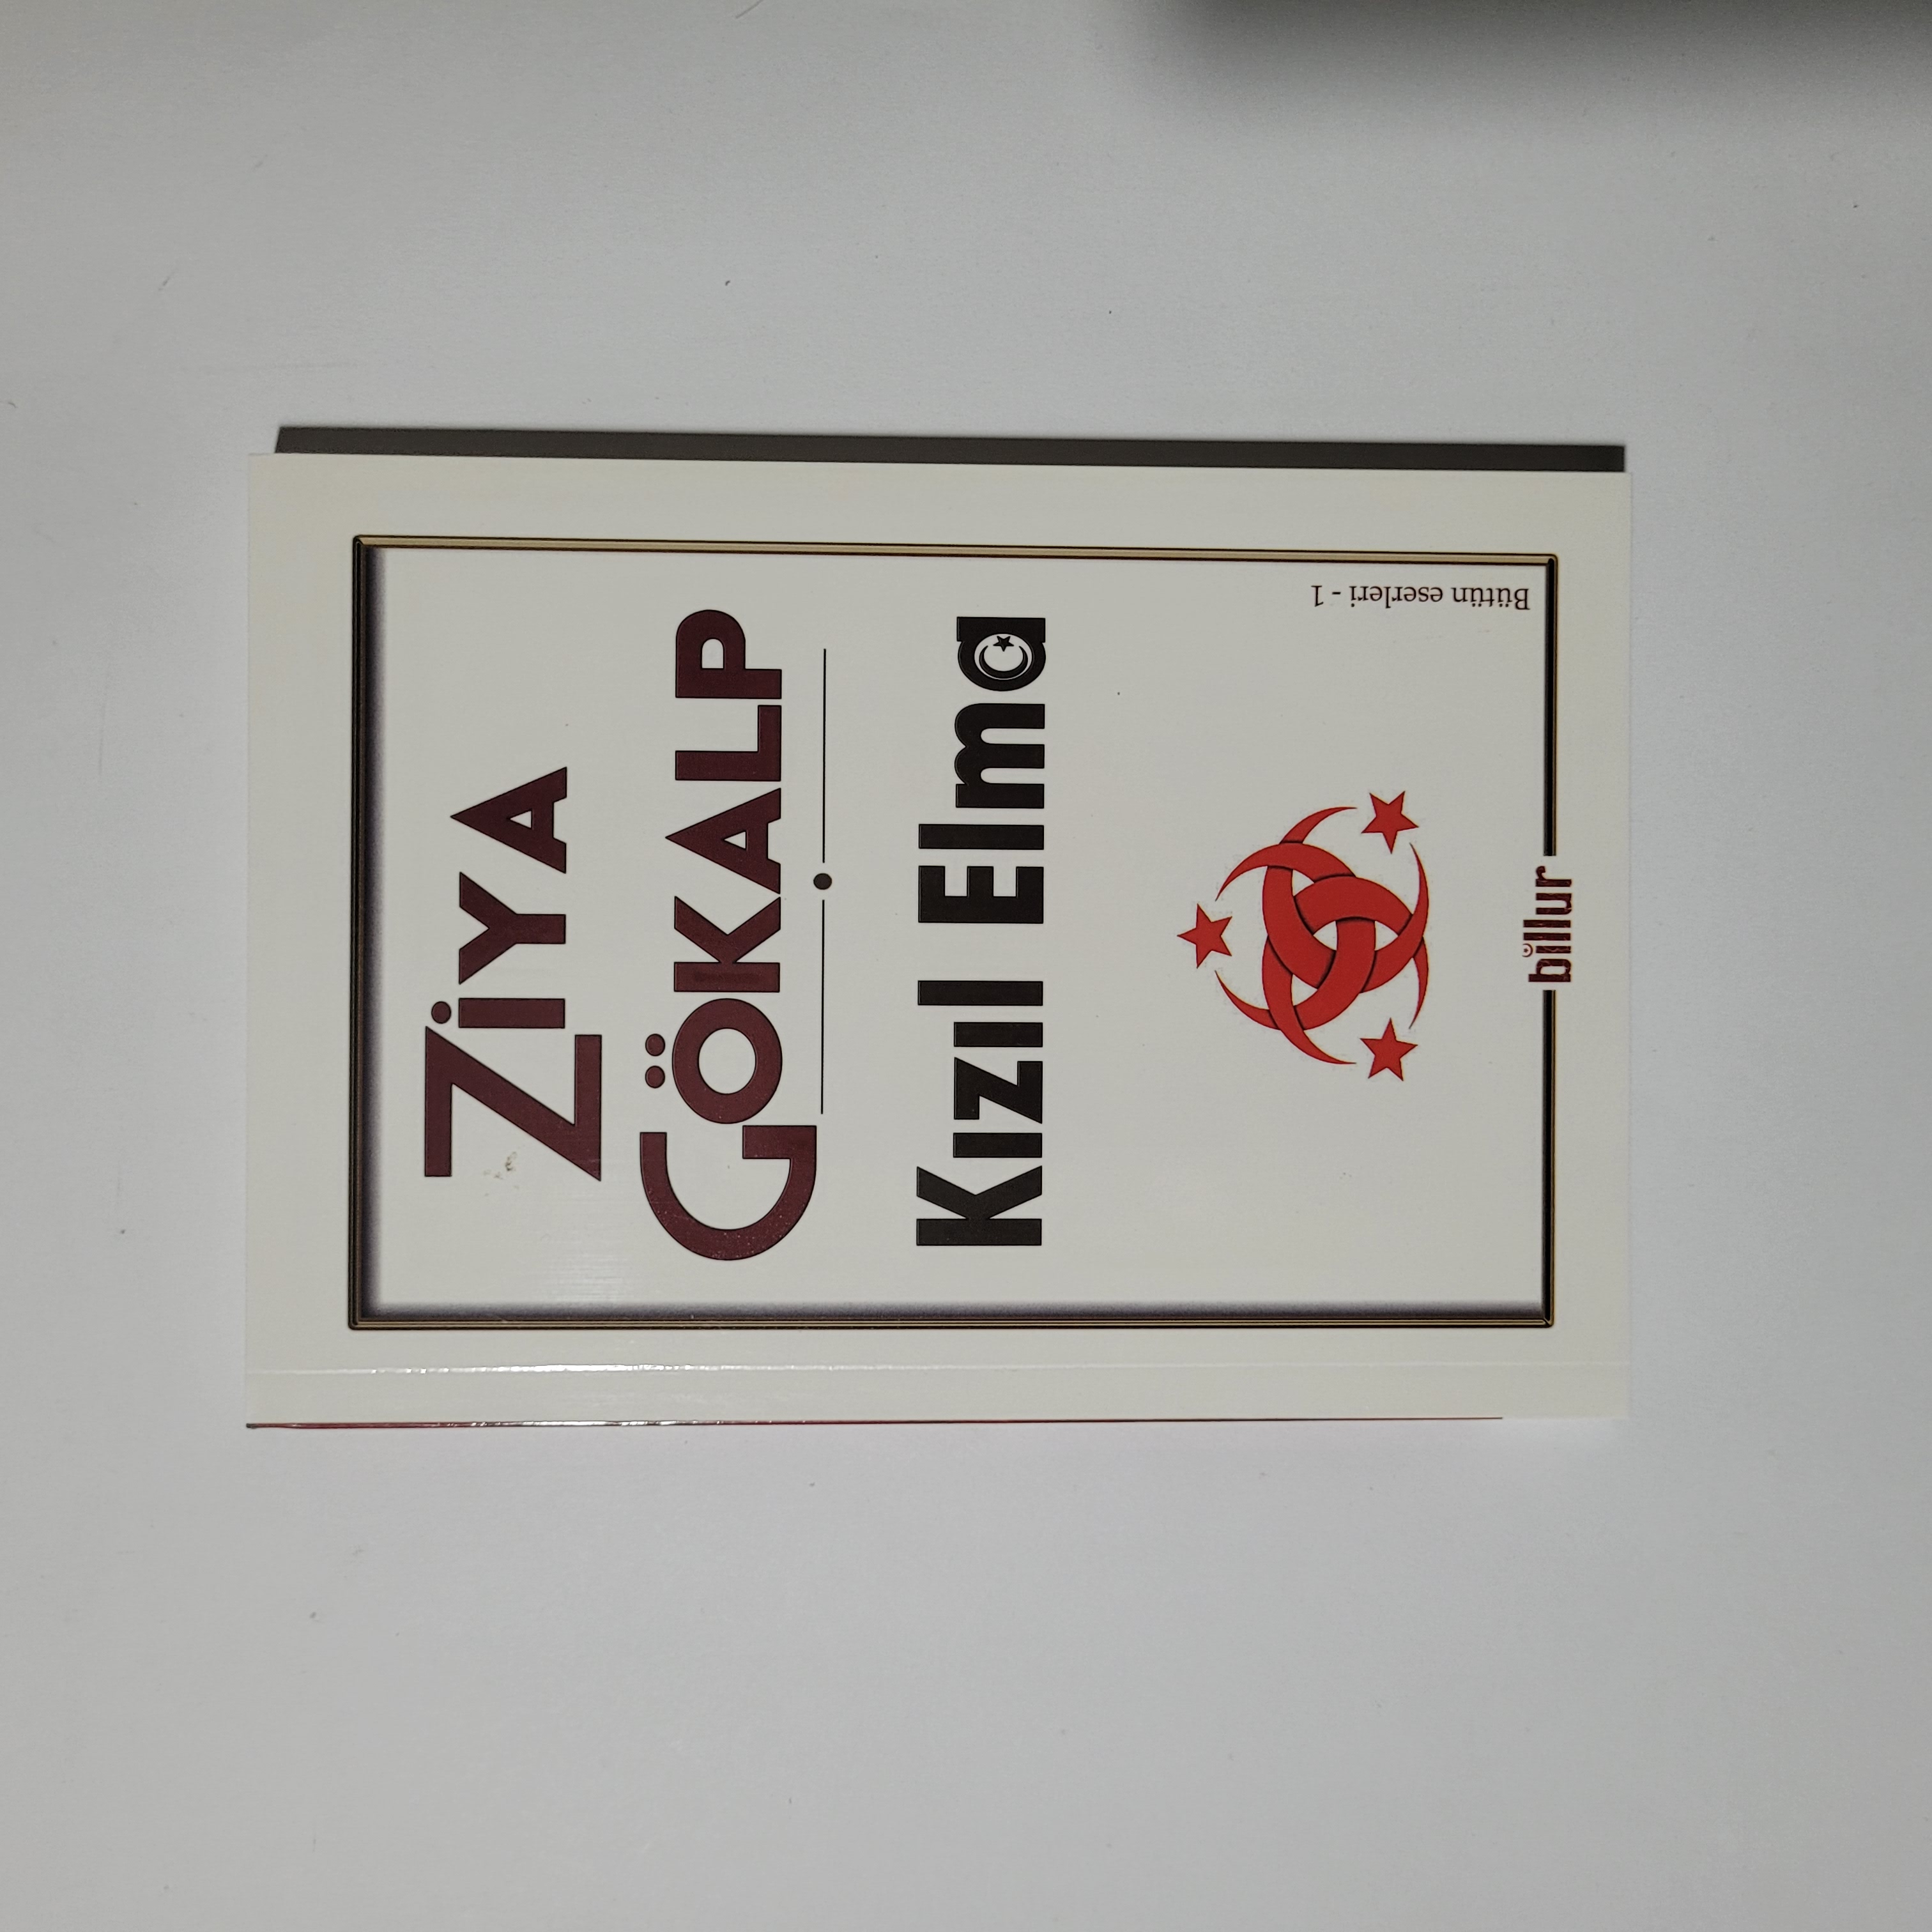 ZİYA
GÖKALP
Kızıl Elma
Bütün eserleri - 1
billur